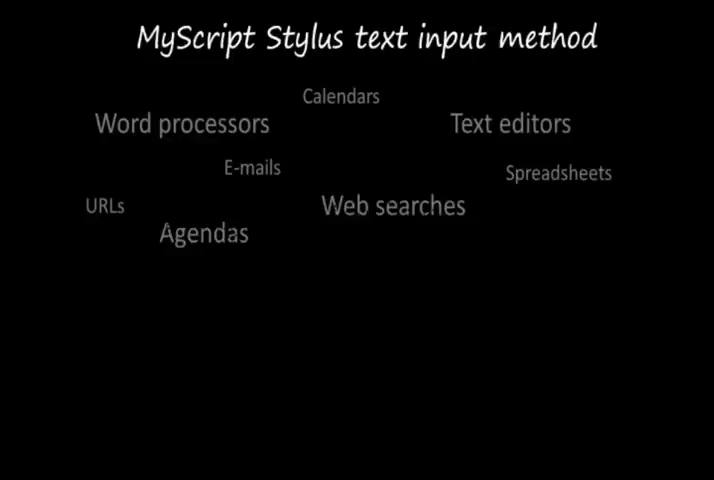 MyScript Stylus text input method
Calendars
Word processors
Text editors
E-mails
Spreadsheets
URLs
Web searches
Agendas